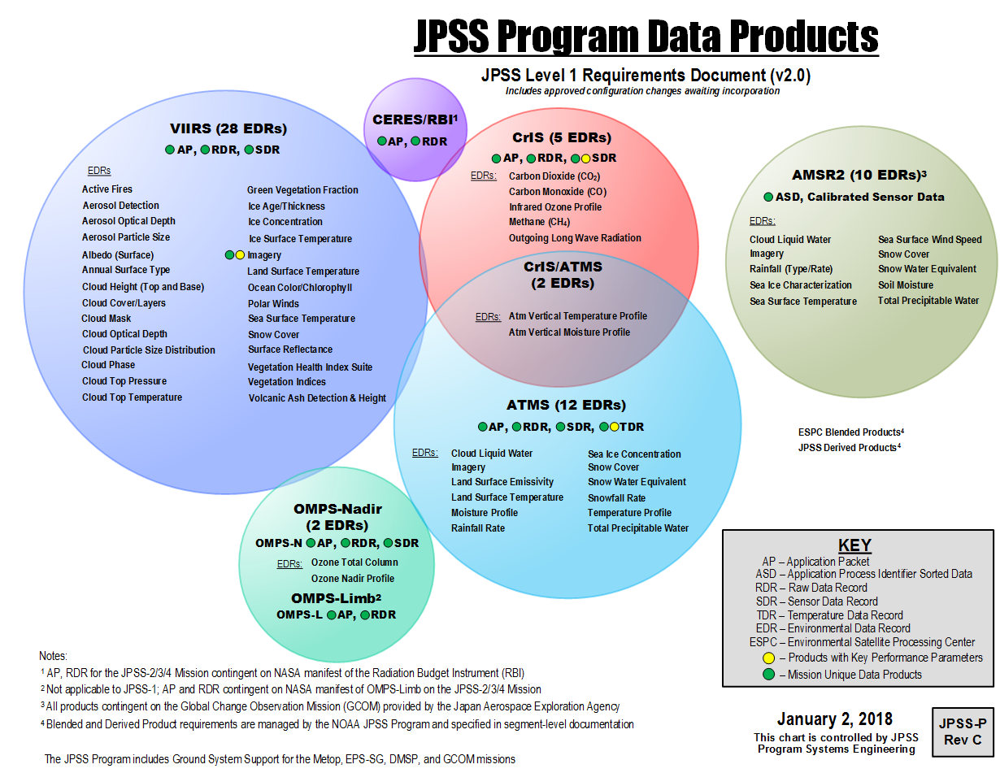 JPSS Program Data Products
JPSS Level 1 Requirements Document (v2.0)
Includes approved configuration changes awaiting incorporation
VIIRS (28 EDRs)
AP, RDR, SDR
EDRs
Active Fires
Aerosol Detection
Aerosol Optical Depth
Aerosol Particle Size
Albedo (Surface)
Annual Surface Type
Cloud Height (Top and Base)
Cloud Cover/Layers
Cloud Mask
Cloud Optical Depth
Cloud Particle Size Distribution
Cloud Phase
Cloud Top Pressure
Cloud Top Temperature
Green Vegetation Fraction
Ice Age/Thickness
Ice Concentration
Ice Surface Temperature
Imagery
Land Surface Temperature
Ocean Color/Chlorophyll
Polar Winds
Sea Surface Temperature
Snow Cover
Surface Reflectance
Vegetation Health Index Suite
Vegetation Indices
Volcanic Ash Detection & Height
CERES/RBI¹
AP, RDR
CrIS (5 EDRs)
AP, RDR, SDR
EDRs:
Carbon Dioxide (CO₂)
Carbon Monoxide (CO)
Infrared Ozone Profile
Methane (CH₄)
Outgoing Long Wave Radiation
CrIS/ATMS
(2 EDRs)
EDRs:
Atm Vertical Temperature Profile
Atm Vertical Moisture Profile
ATMS (12 EDRs)
AP, RDR, SDR, TDR
EDRs:
Cloud Liquid Water
Imagery
Land Surface Emissivity
Land Surface Temperature
Moisture Profile
Rainfall Rate
Sea Ice Concentration
Snow Cover
Snow Water Equivalent
Snowfall Rate
Temperature Profile
Total Precipitable Water
AMSR2 (10 EDRs)³
ASD, Calibrated Sensor Data
EDRs:
Cloud Liquid Water
Imagery
Rainfall (Type/Rate)
Sea Ice Characterization
Sea Surface Temperature
Sea Surface Wind Speed
Snow Cover
Snow Water Equivalent
Soil Moisture
Total Precipitable Water
ESPC Blended Products⁴
JPSS Derived Products⁴
OMPS-Nadir
(2 EDRs)
OMPS-N AP, RDR, SDR
EDRs:
Ozone Total Column
Ozone Nadir Profile
OMPS-Limb²
OMPS-L AP, RDR
KEY
AP – Application Packet
ASD – Application Process Identifier Sorted Data
RDR – Raw Data Record
SDR – Sensor Data Record
TDR – Temperature Data Record
EDR – Environmental Data Record
ESPC – Environmental Satellite Processing Center
– Products with Key Performance Parameters
– Mission Unique Data Products
Notes:
¹ AP, RDR for the JPSS-2/3/4 Mission contingent on NASA manifest of the Radiation Budget Instrument (RBI)
² Not applicable to JPSS-1; AP and RDR contingent on NASA manifest of OMPS-Limb on the JPSS-2/3/4 Mission
³ All products contingent on the Global Change Observation Mission (GCOM) provided by the Japan Aerospace Exploration Agency
⁴ Blended and Derived Product requirements are managed by the NOAA JPSS Program and specified in segment-level documentation
The JPSS Program includes Ground System Support for the Metop, EPS-SG, DMSP, and GCOM missions
January 2, 2018
This chart is controlled by JPSS
Program Systems Engineering
JPSS-P
Rev C